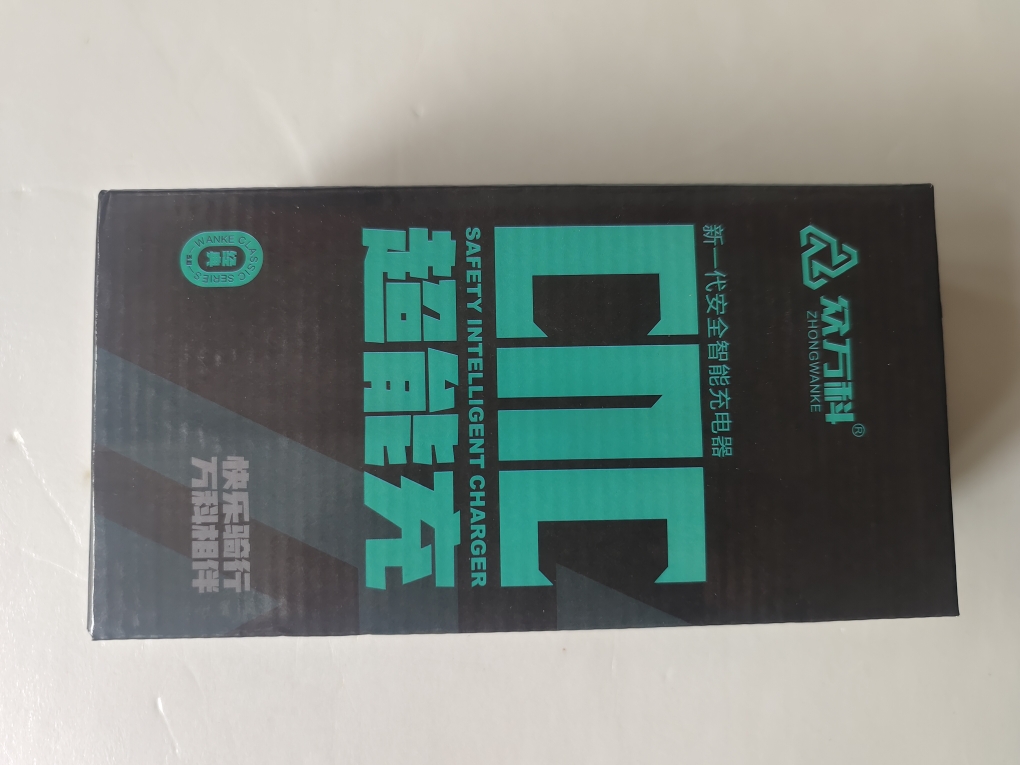 众万科®
ZHONGWANKE
新一代安全智能充电器
CNC
SAFETY INTELLIGENT CHARGER
超能充
快乐骑行
万科相伴
WANKE CLASSIC SERIES
经典